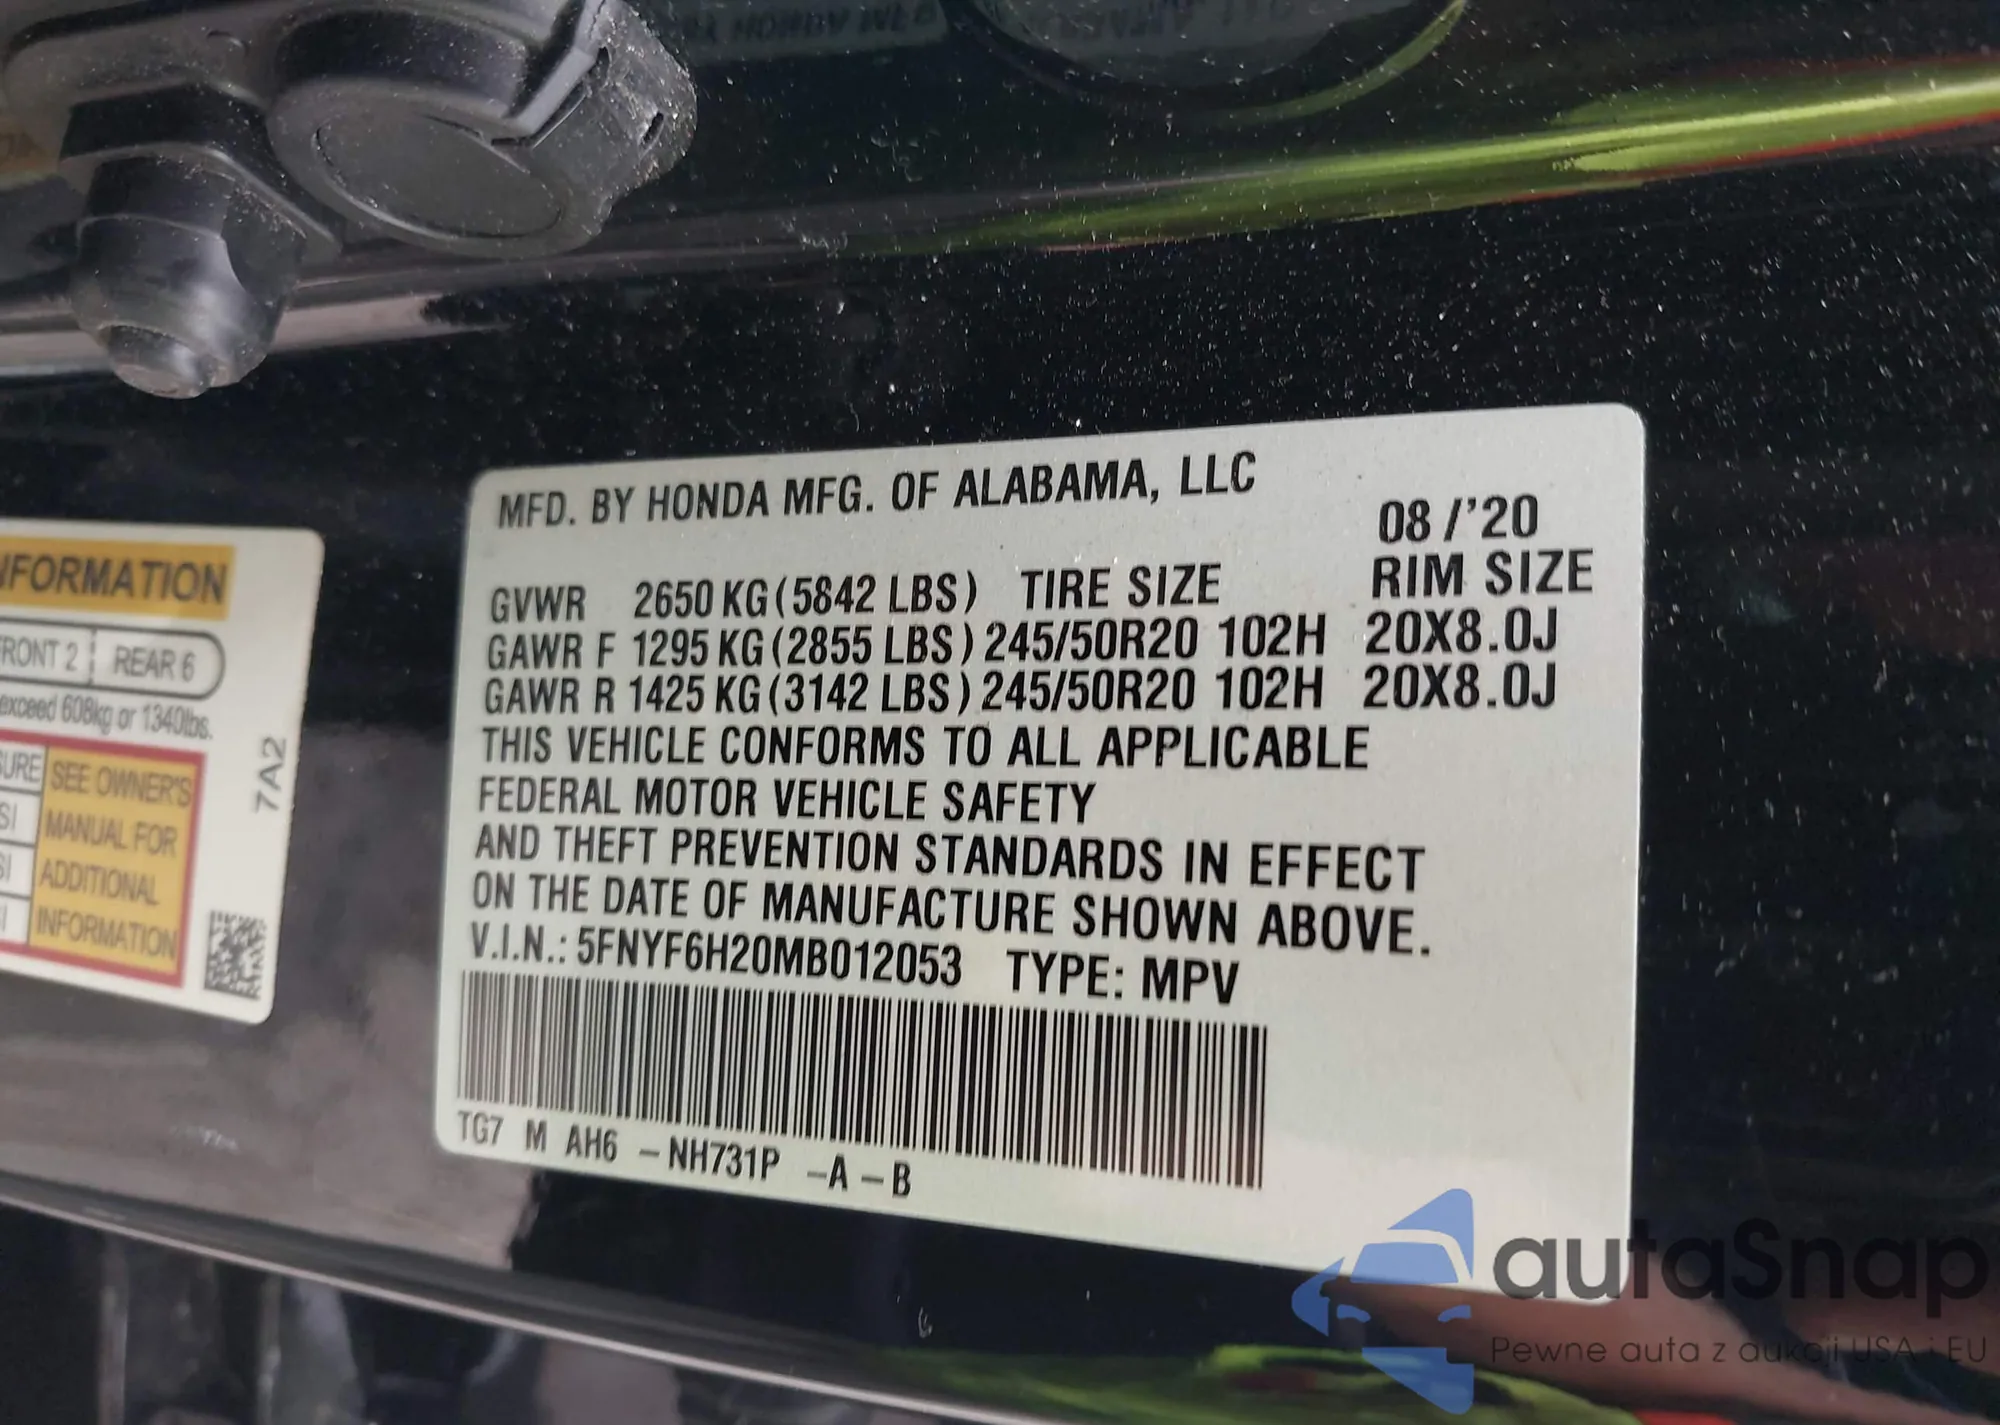 MFD. BY HONDA MFG. OF ALABAMA, LLC
08 /'20
GVWR 2650 KG (5842 LBS) TIRE SIZE RIM SIZE
GAWR F 1295 KG (2855 LBS) 245/50R20 102H 20X8.0J
GAWR R 1425 KG (3142 LBS) 245/50R20 102H 20X8.0J
THIS VEHICLE CONFORMS TO ALL APPLICABLE
FEDERAL MOTOR VEHICLE SAFETY
AND THEFT PREVENTION STANDARDS IN EFFECT
ON THE DATE OF MANUFACTURE SHOWN ABOVE.
V.I.N.: 5FNYF6H20MB012053 TYPE: MPV
TG7 M AH6 – NH731P – A – B
NFORMATION
RONT 2 REAR 6
exceed 608kg or 1340lbs.
SURE
SEE OWNER'S
MANUAL FOR
ADDITIONAL
INFORMATION
7A2
autaSnap
Pewne auta z aukcji USA i EU